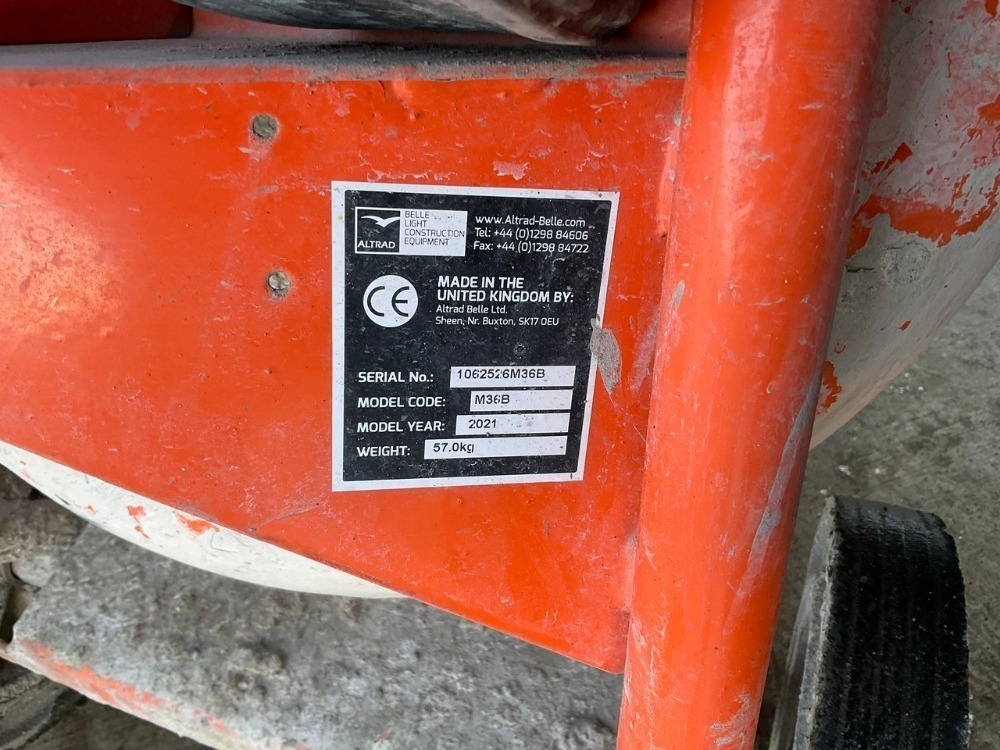 ALTRAD
BELLE
LIGHT
CONSTRUCTION
EQUIPMENT
www.Altrad-Belle.com
Tel: +44 (0)1298 84606
Fax: +44 (0)1298 84722
CE
MADE IN THE
UNITED KINGDOM BY:
Altrad Belle Ltd.
Sheen, Nr. Buxton, SK17 0EU
SERIAL No.: 1062526M36B
MODEL CODE: M36B
MODEL YEAR: 2021
WEIGHT: 57.0kg